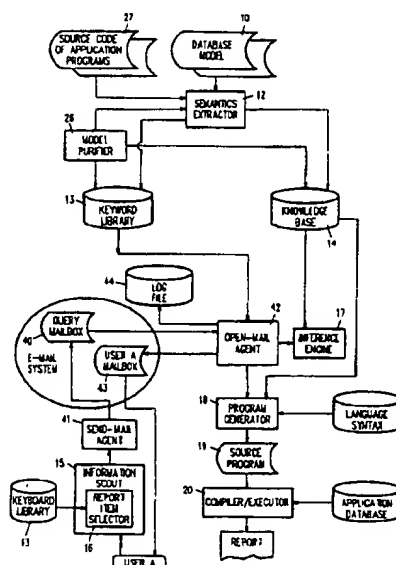 27
SOURCE CODE
OF APPLICATION
PROGRAMS
10
DATABASE
MODEL
12
SEMANTICS
EXTRACTOR
26
MODEL
PURIFIER
13
KEYWORD
LIBRARY
KNOWLEDGE
BASE
14
44
LOG
FILE
42
OPEN-MAIL
AGENT
17
INFERENCE
ENGINE
QUERY
MAILBOX
40
E-MAIL
SYSTEM
USER A
MAILBOX
43
18
PROGRAM
GENERATOR
LANGUAGE
SYNTAX
41
SEND-MAIL
AGENT
19
SOURCE
PROGRAM
15
INFORMATION
SCOUT
REPORT
ITEM
SELECTOR
16
KEYBOARD
LIBRARY
13
20
COMPILER/EXECUTOR
APPLICATION
DATABASE
REPORT
USER A